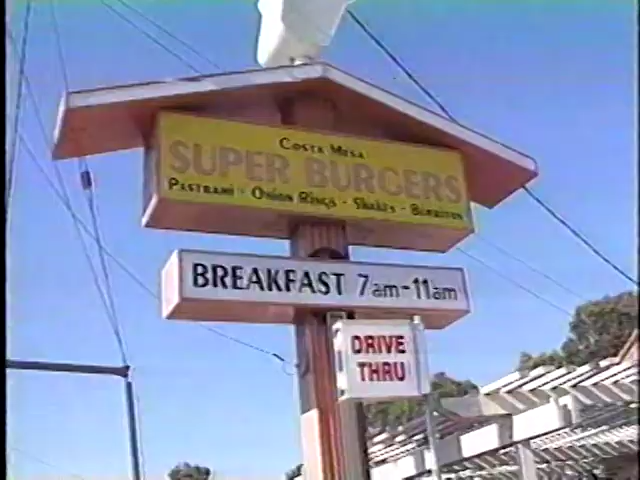 Costa Mesa
SUPER BURGERS
Pastrami - Onion Rings - Shakes - Burritos
BREAKFAST 7am-11am
DRIVE
THRU